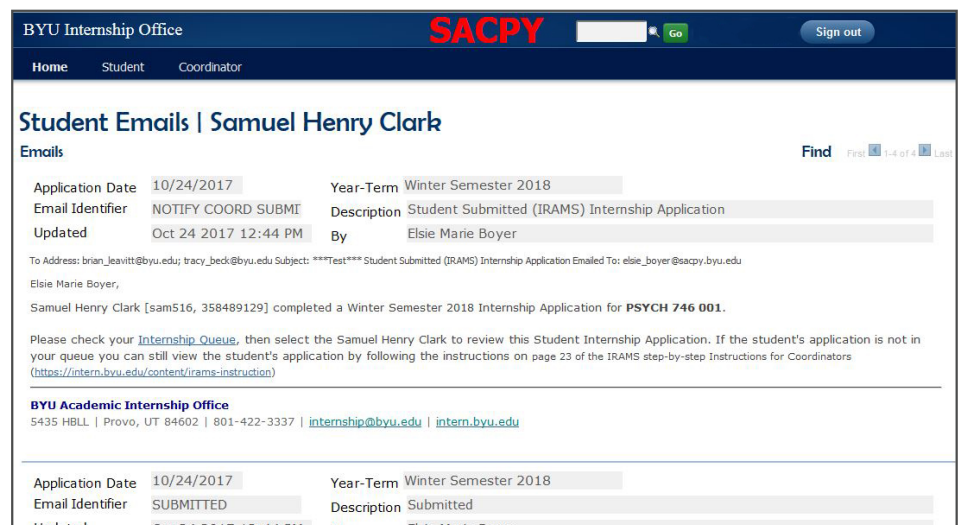 BYU Internship Office SACPY Go Sign out
Home Student Coordinator
Student Emails | Samuel Henry Clark
Emails Find First 1-4 of 4 Last
Application Date 10/24/2017 Year-Term Winter Semester 2018
Email Identifier NOTIFY COORD SUBMI Description Student Submitted (IRAMS) Internship Application
Updated Oct 24 2017 12:44 PM By Elsie Marie Boyer
To Address: brian_leavitt@byu.edu; tracy_beck@byu.edu Subject: ***Test*** Student Submitted (IRAMS) Internship Application Emailed To: elsie_boyer@sacpy.byu.edu
Elsie Marie Boyer,
Samuel Henry Clark [sam516, 358489129] completed a Winter Semester 2018 Internship Application for PSYCH 746 001.
Please check your Internship Queue, then select the Samuel Henry Clark to review this Student Internship Application. If the student's application is not in
your queue you can still view the student's application by following the instructions on page 23 of the IRAMS step-by-step Instructions for Coordinators
(https://intern.byu.edu/content/irams-instruction)
BYU Academic Internship Office
5435 HBLL | Provo, UT 84602 | 801-422-3337 | internship@byu.edu | intern.byu.edu
Application Date 10/24/2017 Year-Term Winter Semester 2018
Email Identifier SUBMITTED Description Submitted